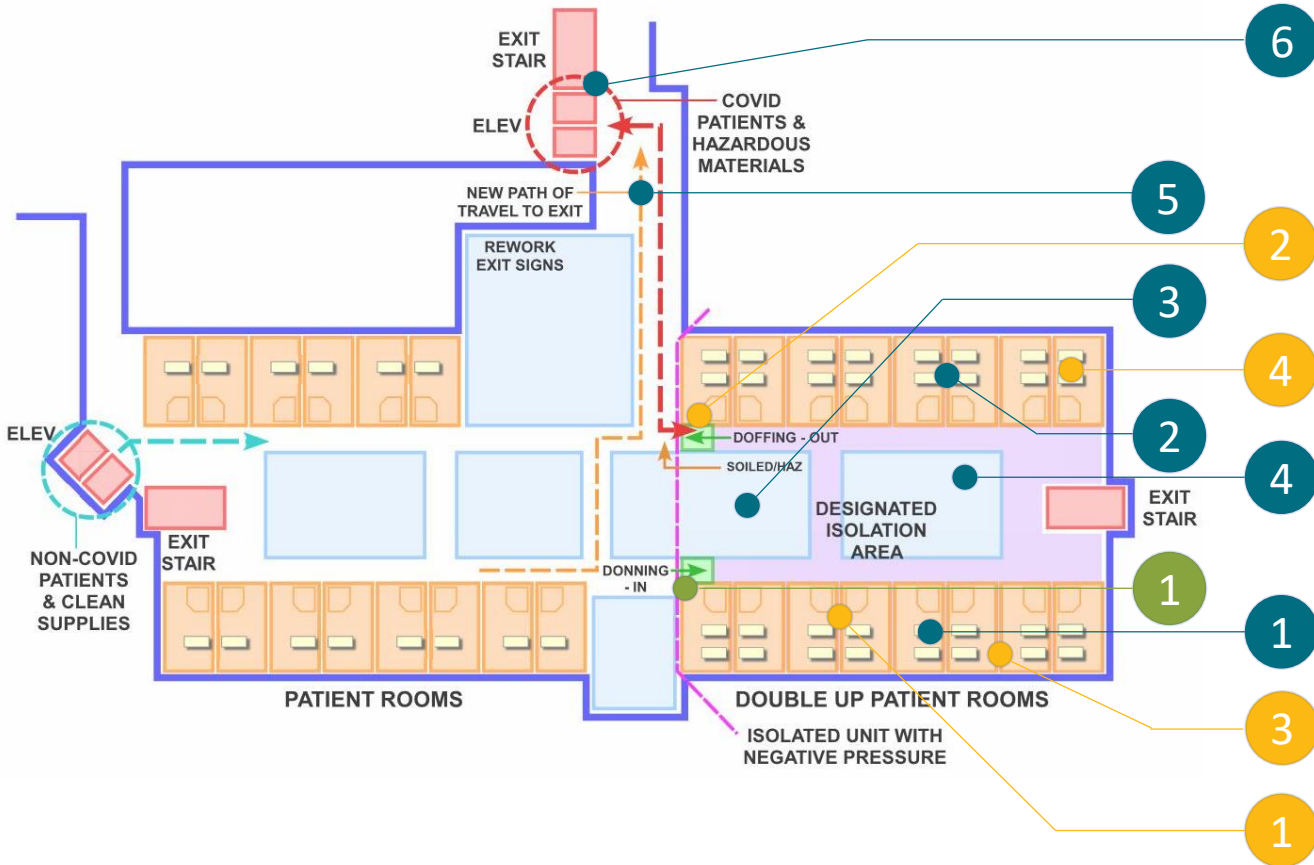 EXIT
STAIR
6
ELEV
COVID
PATIENTS &
HAZARDOUS
MATERIALS
NEW PATH OF
TRAVEL TO EXIT
5
2
REWORK
EXIT SIGNS
3
4
ELEV
DOFFING - OUT
2
SOILED/HAZ
4
DESIGNATED
ISOLATION
AREA
EXIT
STAIR
EXIT
STAIR
NON-COVID
PATIENTS
& CLEAN
SUPPLIES
DONNING
- IN
1
1
PATIENT ROOMS
DOUBLE UP PATIENT ROOMS
3
ISOLATED UNIT WITH
NEGATIVE PRESSURE
1